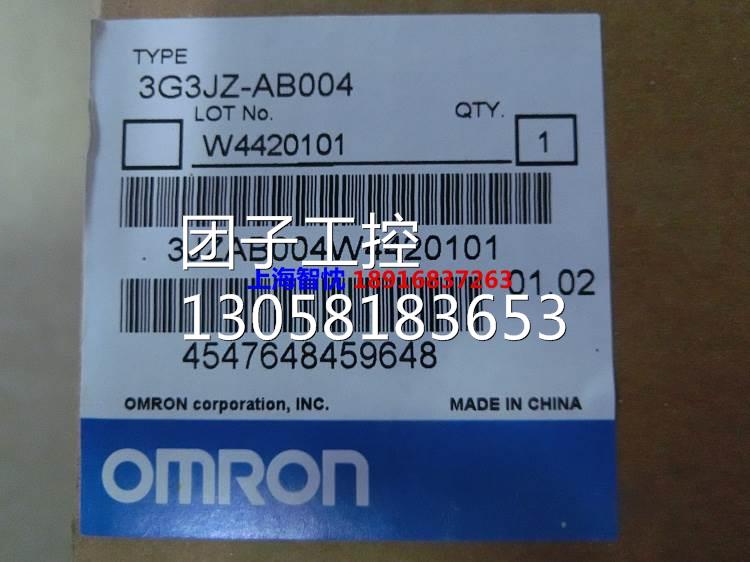 TYPE
3G3JZ-AB004
LOT No. QTY.
W4420101 1
团子工控
01.02
上海智忱 18916837263
13058183653
4547648459648
OMRON corporation, INC. MADE IN CHINA
OMRON